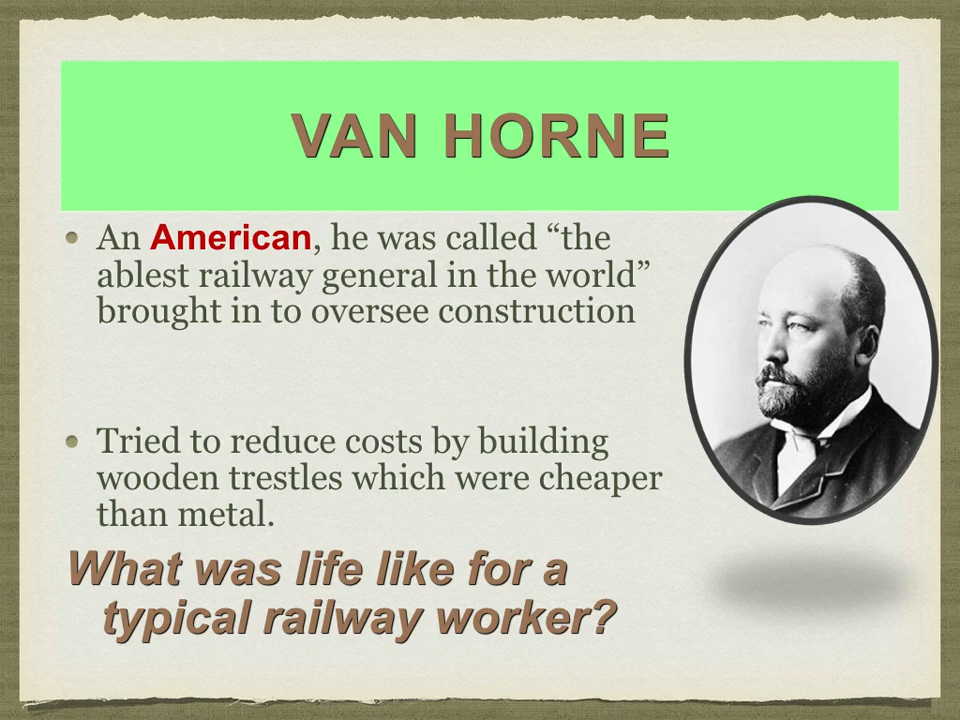 VAN HORNE
An American, he was called “the
ablest railway general in the world”
brought in to oversee construction
Tried to reduce costs by building
wooden trestles which were cheaper
than metal.
What was life like for a
typical railway worker?